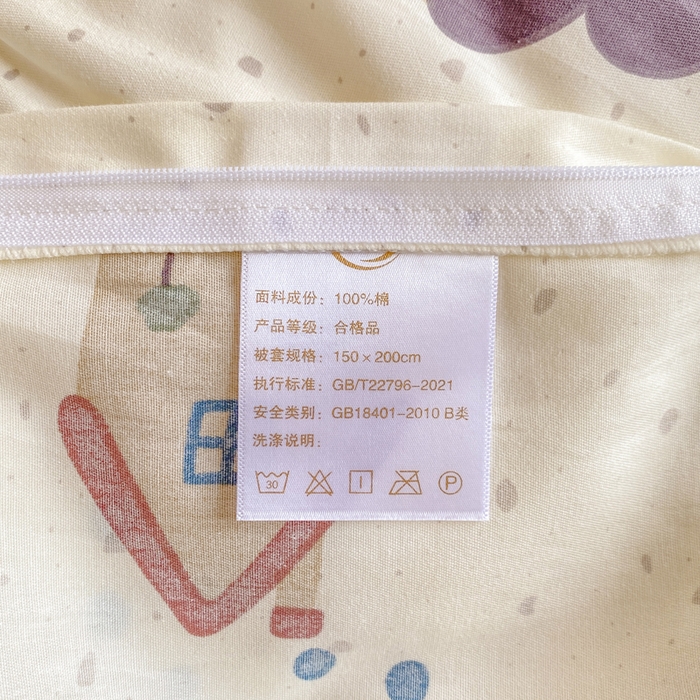 面料成份：100%棉
产品等级：合格品
被套规格：150×200cm
执行标准：GB/T22796-2021
安全类别：GB18401-2010 B类
洗涤说明：
30 P